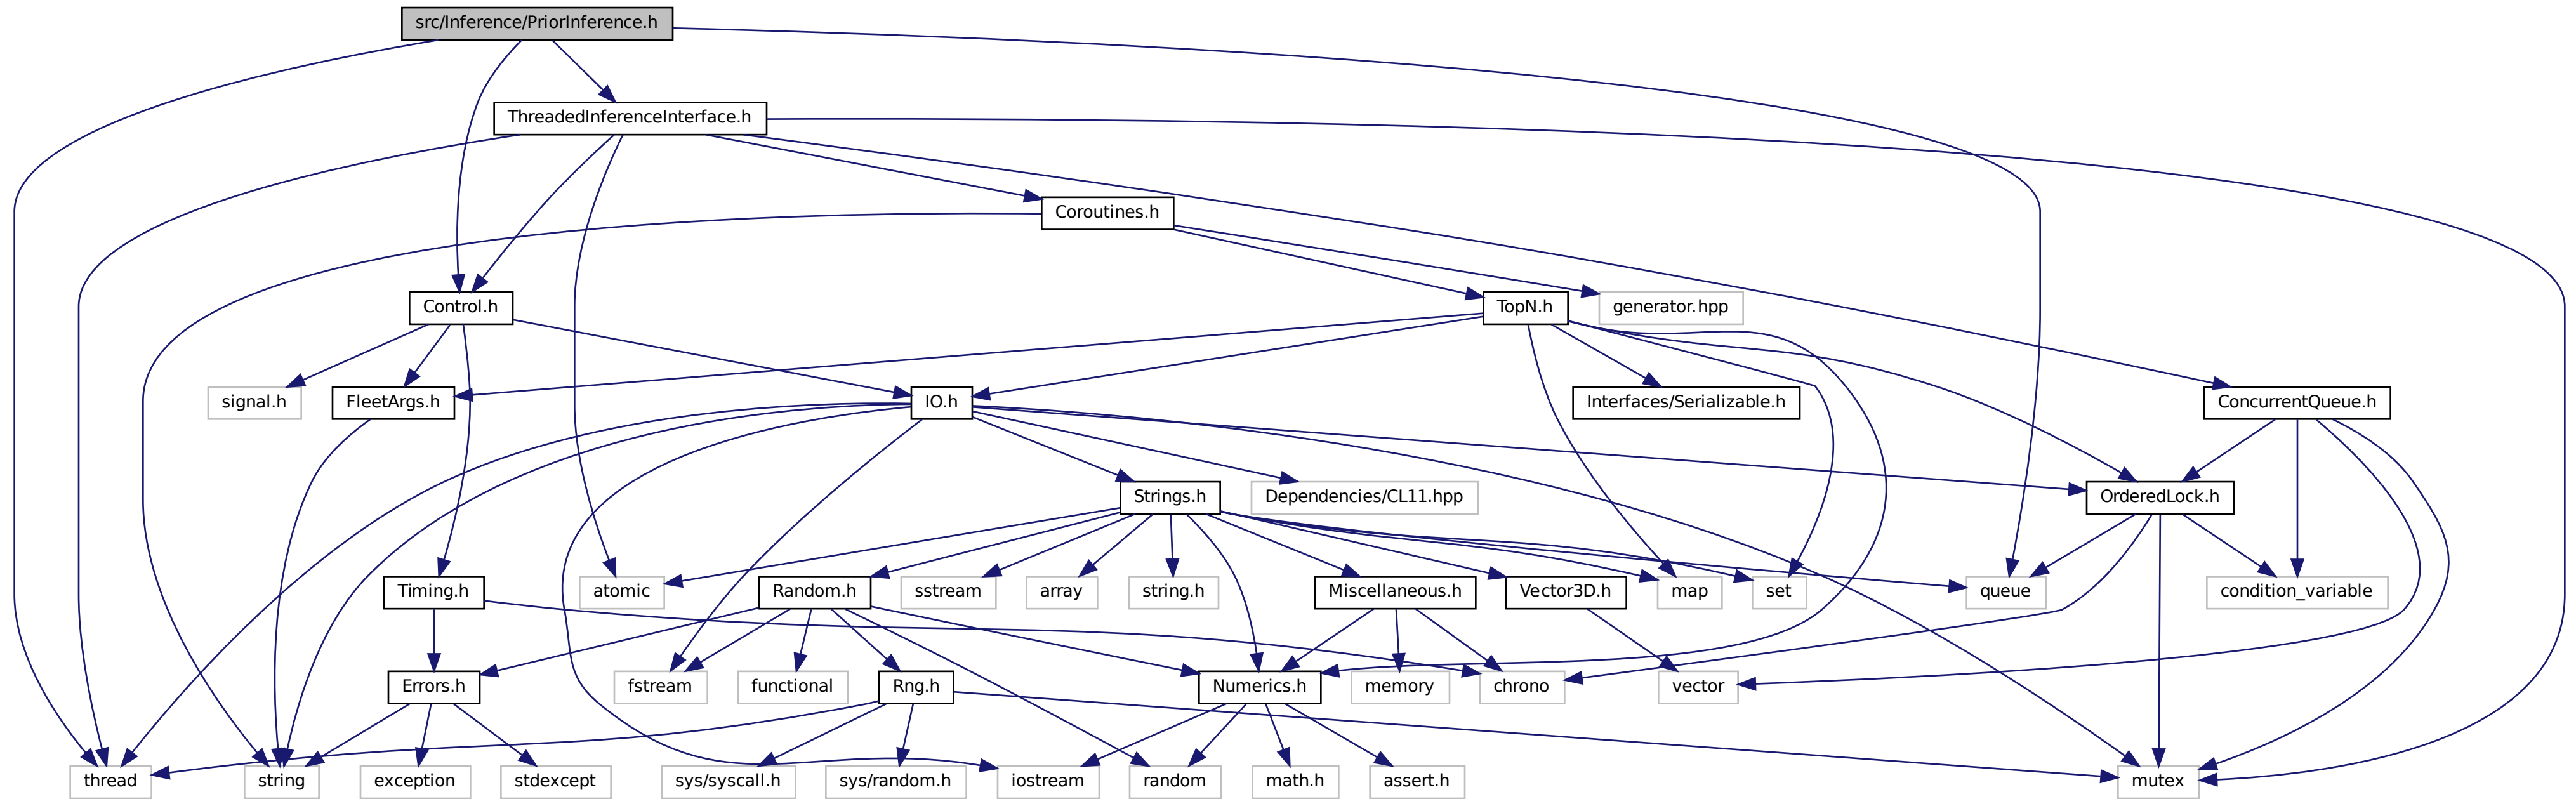 src/Inference/PriorInference.h
ThreadedInferenceInterface.h
Coroutines.h
Control.h
TopN.h
generator.hpp
signal.h
FleetArgs.h
IO.h
Interfaces/Serializable.h
ConcurrentQueue.h
Strings.h
Dependencies/CL11.hpp
OrderedLock.h
Timing.h
atomic
Random.h
sstream
array
string.h
Miscellaneous.h
Vector3D.h
map
set
queue
condition_variable
Errors.h
fstream
functional
Rng.h
Numerics.h
memory
chrono
vector
thread
string
exception
stdexcept
sys/syscall.h
sys/random.h
iostream
random
math.h
assert.h
mutex